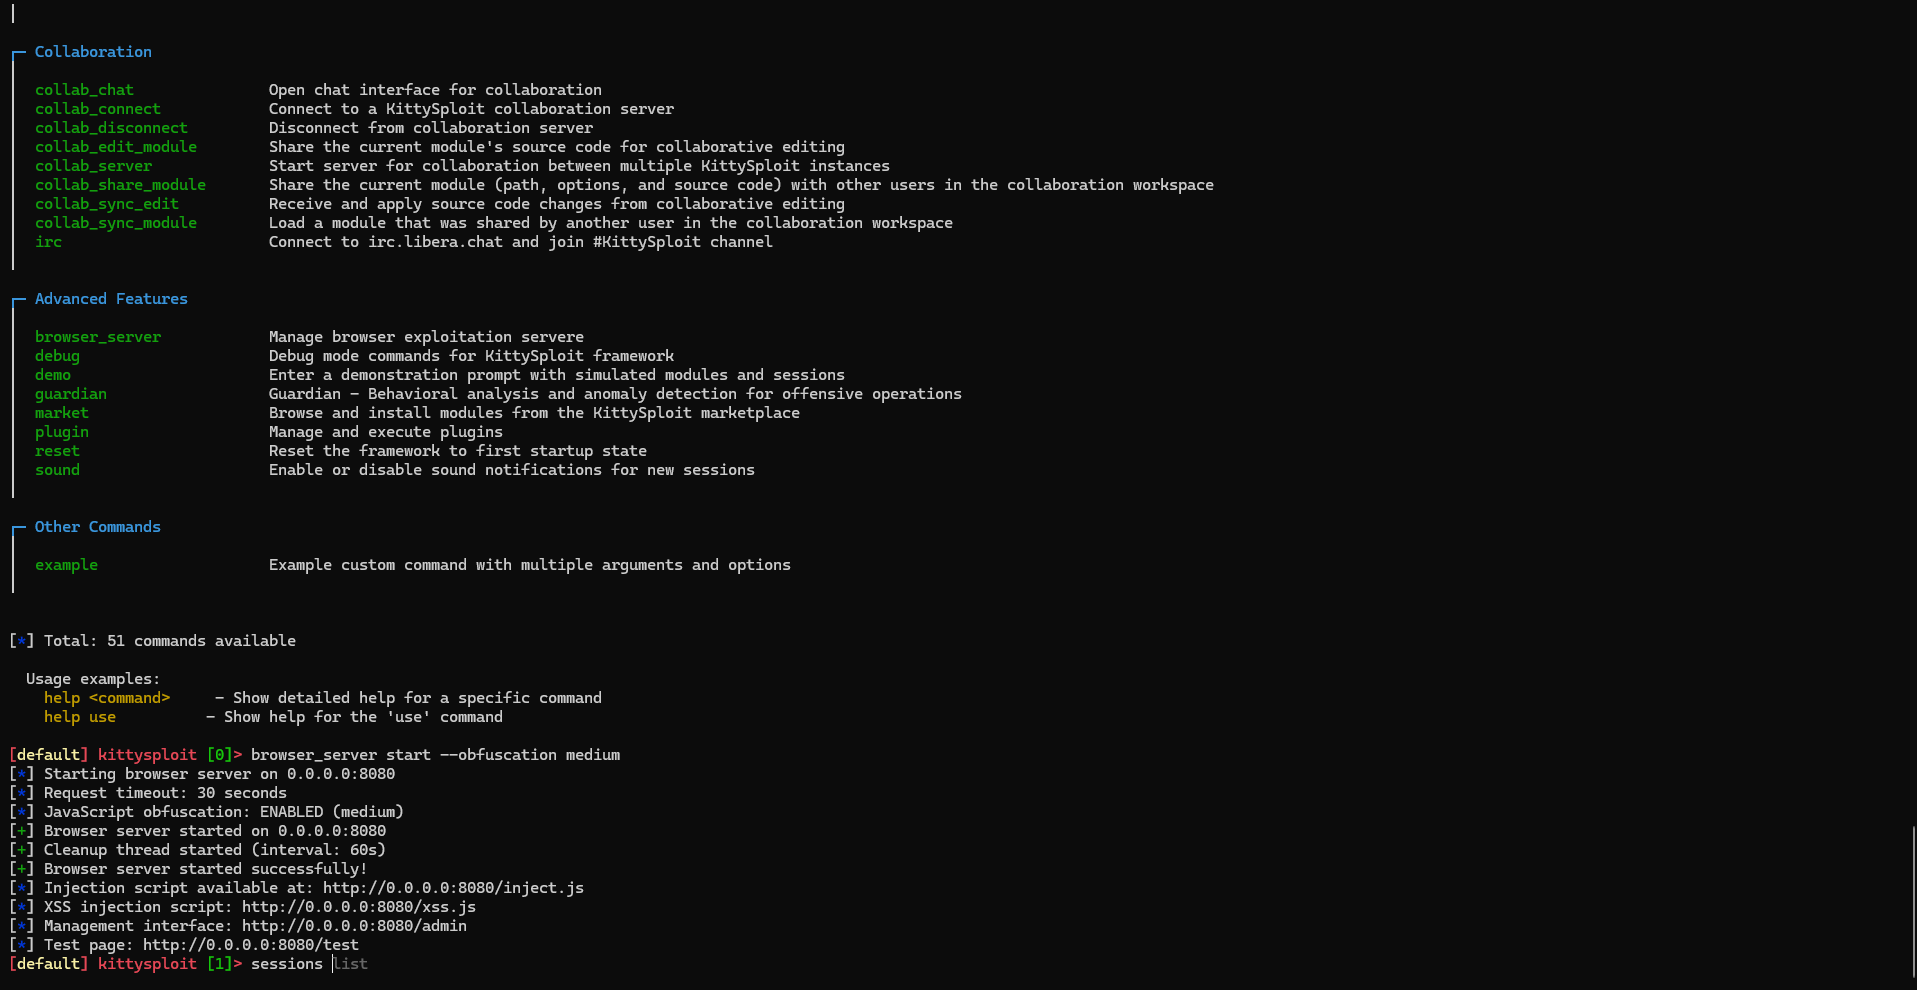 Collaboration
collab_chat Open chat interface for collaboration
collab_connect Connect to a KittySploit collaboration server
collab_disconnect Disconnect from collaboration server
collab_edit_module Share the current module's source code for collaborative editing
collab_server Start server for collaboration between multiple KittySploit instances
collab_share_module Share the current module (path, options, and source code) with other users in the collaboration workspace
collab_sync_edit Receive and apply source code changes from collaborative editing
collab_sync_module Load a module that was shared by another user in the collaboration workspace
irc Connect to irc.libera.chat and join #KittySploit channel
Advanced Features
browser_server Manage browser exploitation servere
debug Debug mode commands for KittySploit framework
demo Enter a demonstration prompt with simulated modules and sessions
guardian Guardian - Behavioral analysis and anomaly detection for offensive operations
market Browse and install modules from the KittySploit marketplace
plugin Manage and execute plugins
reset Reset the framework to first startup state
sound Enable or disable sound notifications for new sessions
Other Commands
example Example custom command with multiple arguments and options
[*] Total: 51 commands available
Usage examples:
help <command> - Show detailed help for a specific command
help use - Show help for the 'use' command
[default] kittysploit [0]> browser_server start --obfuscation medium
[*] Starting browser server on 0.0.0.0:8080
[*] Request timeout: 30 seconds
[*] JavaScript obfuscation: ENABLED (medium)
[+] Browser server started on 0.0.0.0:8080
[+] Cleanup thread started (interval: 60s)
[+] Browser server started successfully!
[*] Injection script available at: http://0.0.0.0:8080/inject.js
[*] XSS injection script: http://0.0.0.0:8080/xss.js
[*] Management interface: http://0.0.0.0:8080/admin
[*] Test page: http://0.0.0.0:8080/test
[default] kittysploit [1]> sessions list